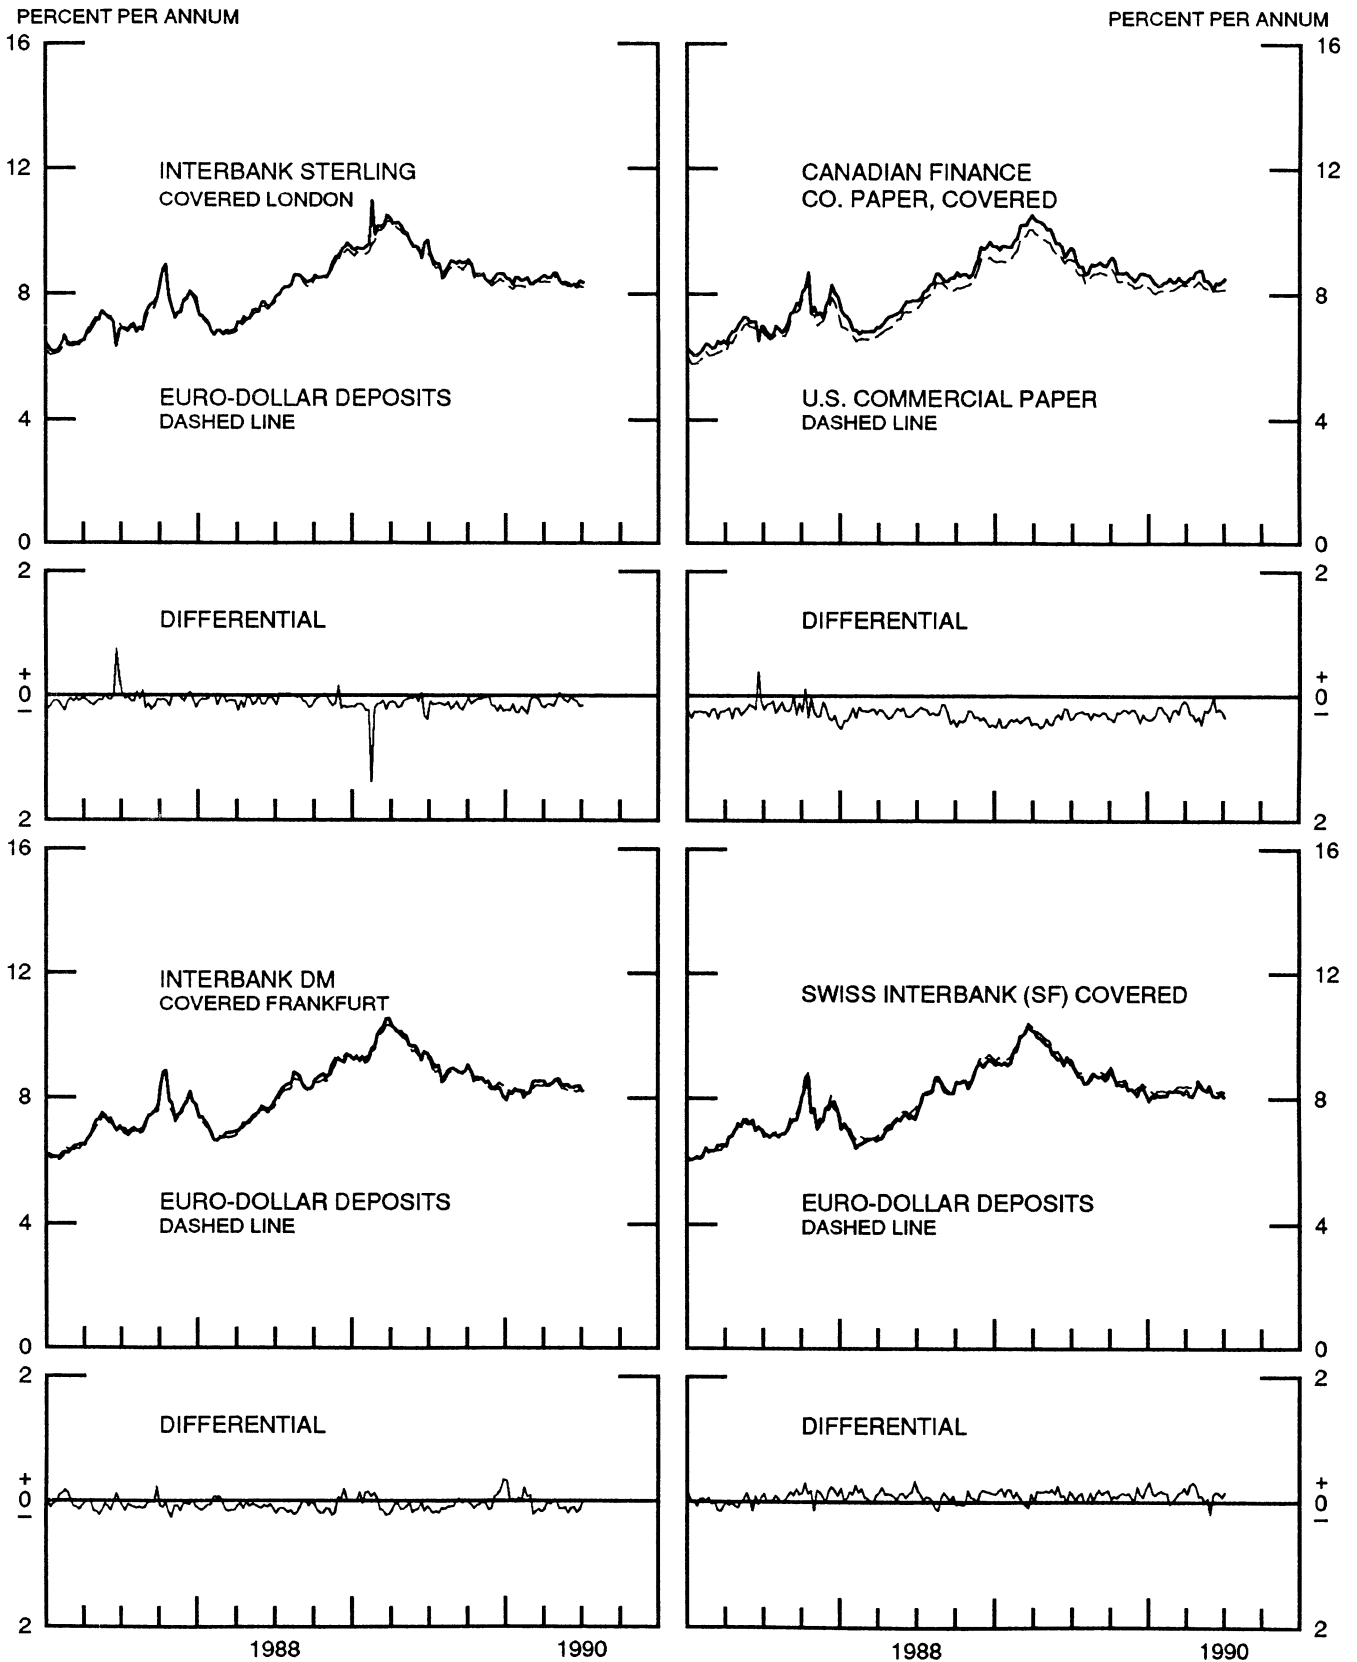 PERCENT PER ANNUM
PERCENT PER ANNUM
16
12
INTERBANK STERLING
COVERED LONDON
8
EURO-DOLLAR DEPOSITS
DASHED LINE
4
0
16
CANADIAN FINANCE
CO. PAPER, COVERED
12
8
U.S. COMMERCIAL PAPER
DASHED LINE
4
0
2
DIFFERENTIAL
+
0
–
2
2
DIFFERENTIAL
+
0
–
2
16
12
INTERBANK DM
COVERED FRANKFURT
8
EURO-DOLLAR DEPOSITS
DASHED LINE
4
0
16
12
SWISS INTERBANK (SF) COVERED
8
EURO-DOLLAR DEPOSITS
DASHED LINE
4
0
2
DIFFERENTIAL
+
0
–
2
1988
1990
2
DIFFERENTIAL
+
0
–
2
1988
1990